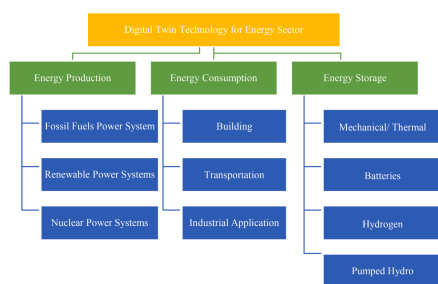 Digital Twin Technology for Energy Sector
Energy Production
Energy Consumption
Energy Storage
Fossil Fuels Power System
Building
Mechanical/ Thermal
Renewable Power Systems
Transportation
Batteries
Nuclear Power Systems
Industrial Application
Hydrogen
Pumped Hydro